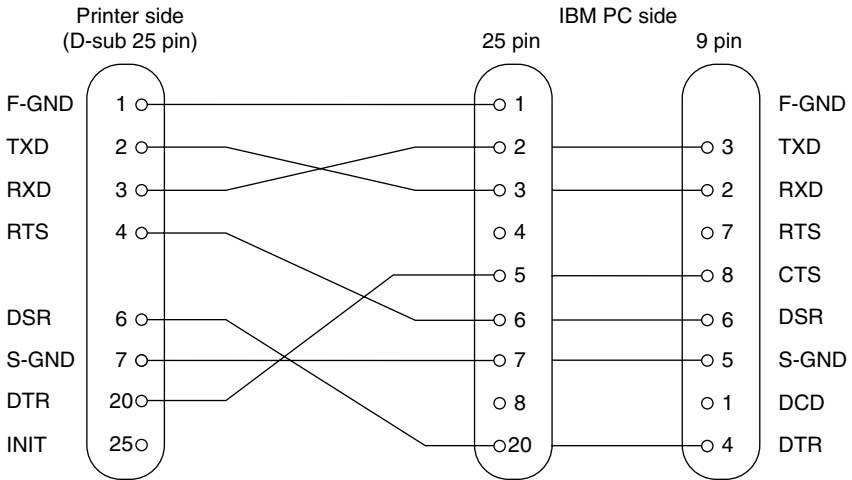 Printer side IBM PC side
(D-sub 25 pin) 25 pin 9 pin
F-GND 1 1 F-GND
TXD 2 2 3 TXD
RXD 3 3 2 RXD
RTS 4 4 7 RTS
5 8 CTS
DSR 6 6 6 DSR
S-GND 7 7 5 S-GND
DTR 20 8 1 DCD
INIT 25 20 4 DTR